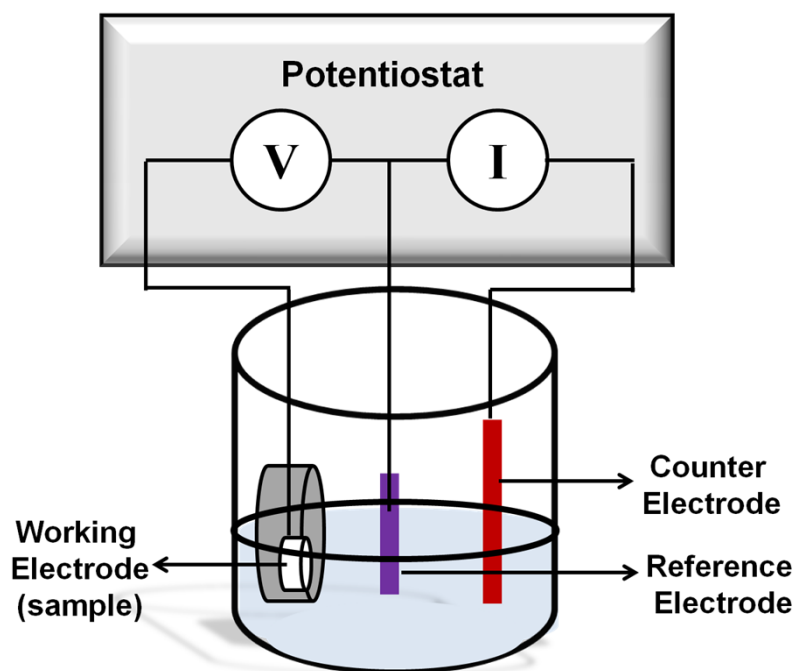 Potentiostat
V
I
Counter
Electrode
Working
Electrode
(sample)
Reference
Electrode